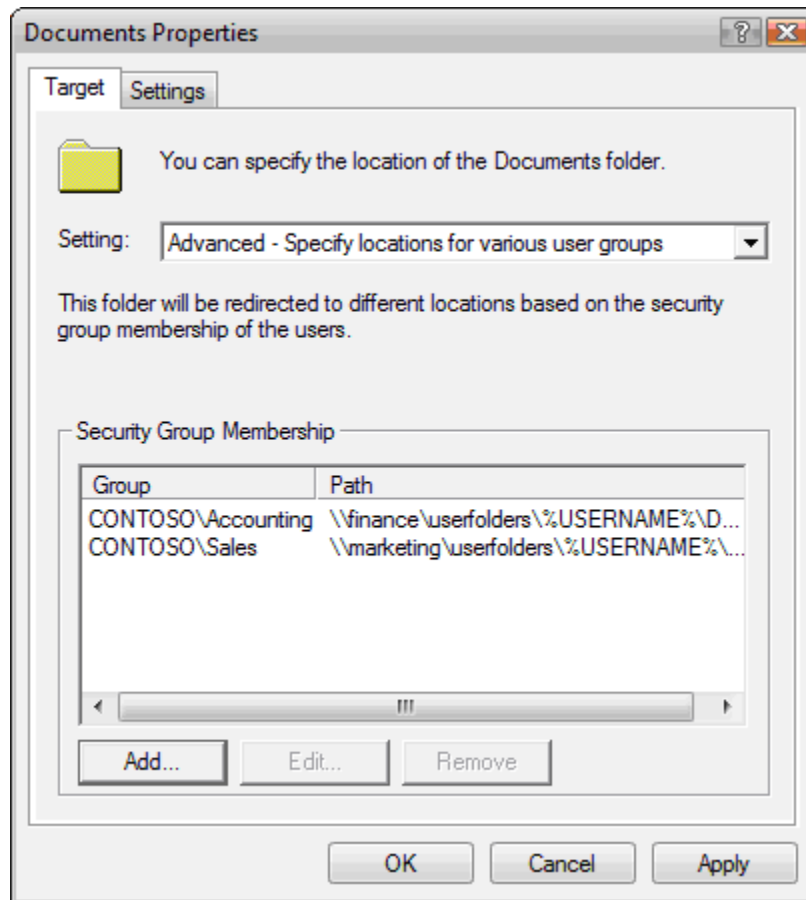 Documents Properties
Target Settings
You can specify the location of the Documents folder.
Setting: Advanced - Specify locations for various user groups
This folder will be redirected to different locations based on the security
group membership of the users.
Security Group Membership
Group Path
CONTOSO\Accounting \\finance\userfolders\%USERNAME%\D...
CONTOSO\Sales \\marketing\userfolders\%USERNAME%\...
Add... Edit... Remove
OK Cancel Apply